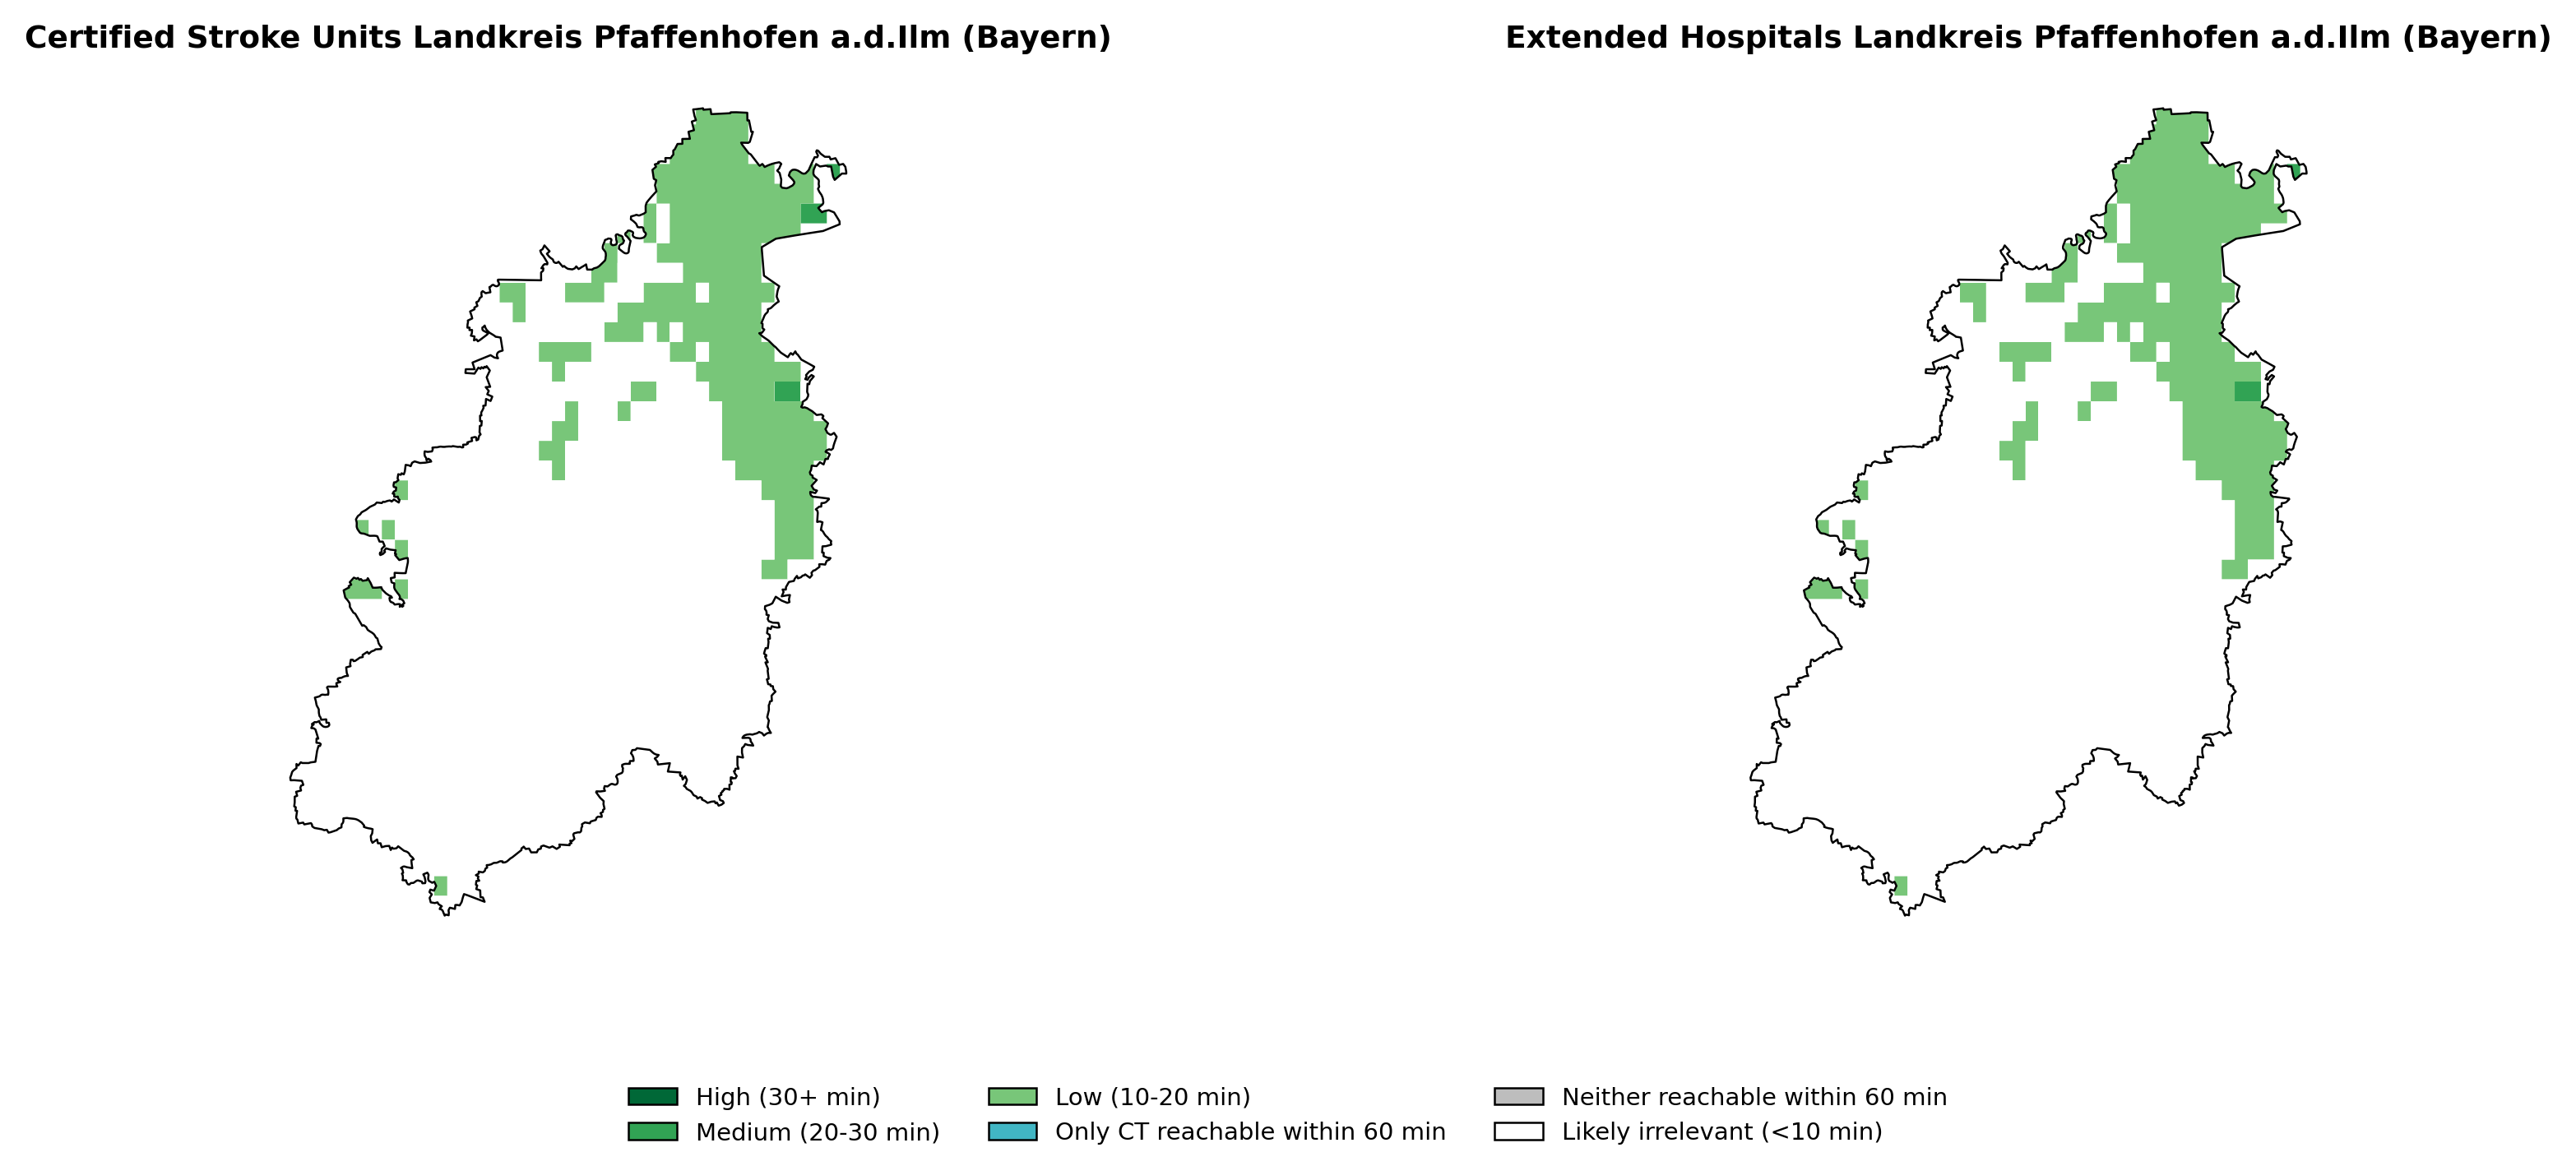 Certified Stroke Units Landkreis Pfaffenhofen a.d.Ilm (Bayern)
Extended Hospitals Landkreis Pfaffenhofen a.d.Ilm (Bayern)
High (30+ min)
Medium (20-30 min)
Low (10-20 min)
Only CT reachable within 60 min
Neither reachable within 60 min
Likely irrelevant (<10 min)